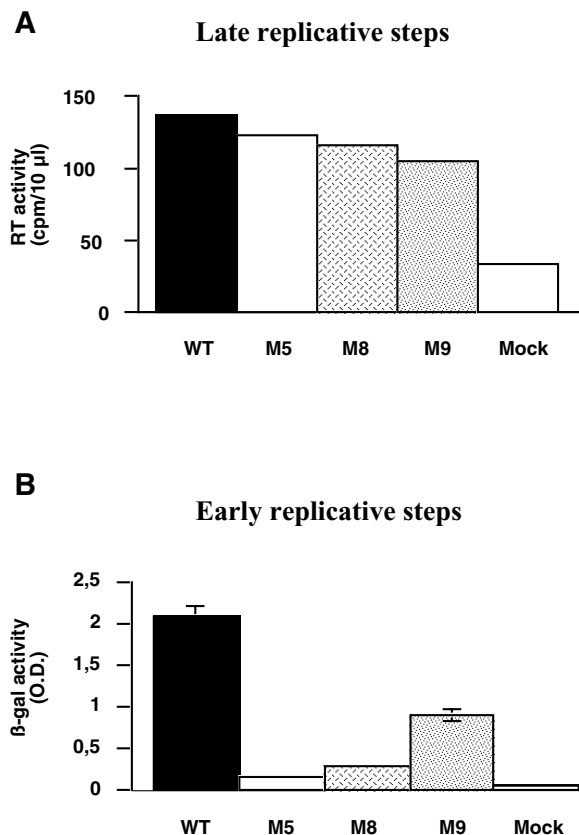 A
Late replicative steps
RT activity
(cpm/10 µl)
150
100
50
0
WT M5 M8 M9 Mock
B
Early replicative steps
ß-gal activity
(O.D.)
2,5
2
1,5
1
0,5
0
WT M5 M8 M9 Mock